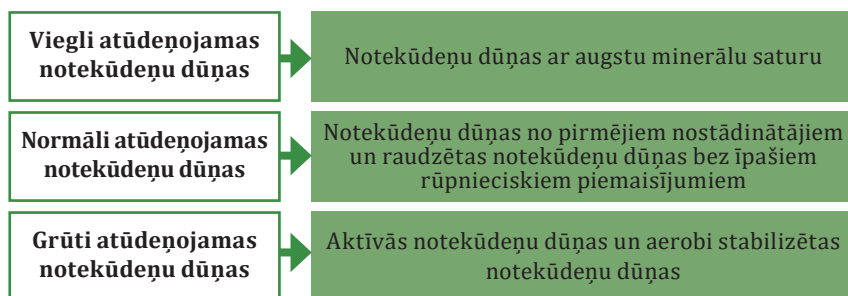 Viegli atūdeņojamas
notekūdeņu dūņas
Notekūdeņu dūņas ar augstu minerālu saturu
Normāli atūdeņojamas
notekūdeņu dūņas
Notekūdeņu dūņas no pirmējiem nostādinātājiem
un raudzētas notekūdeņu dūņas bez īpašiem
rūpnieciskiem piemaisījumiem
Grūti atūdeņojamas
notekūdeņu dūņas
Aktīvās notekūdeņu dūņas un aerobi stabilizētas
notekūdeņu dūņas